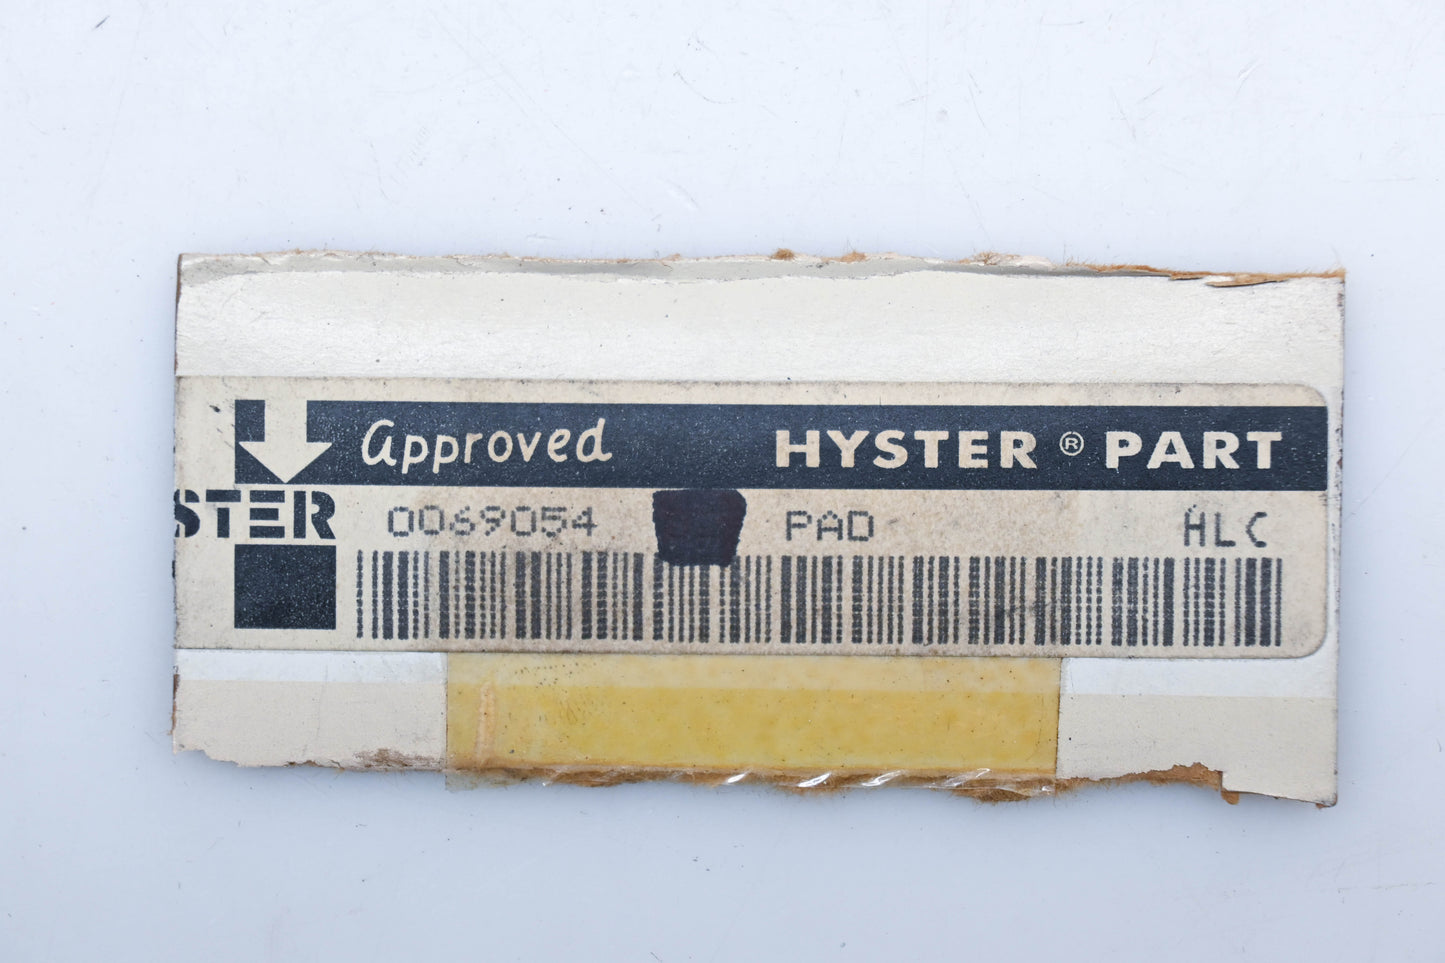 Approved HYSTER ® PART
STER
0069054 PAD HLC